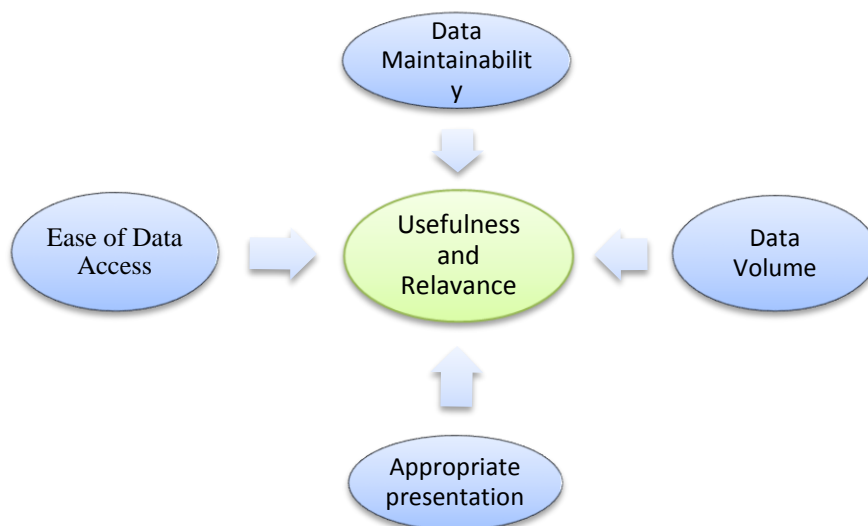 Data
Maintainabilit
y
Ease of Data
Access
Usefulness
and
Relavance
Data
Volume
Appropriate
presentation